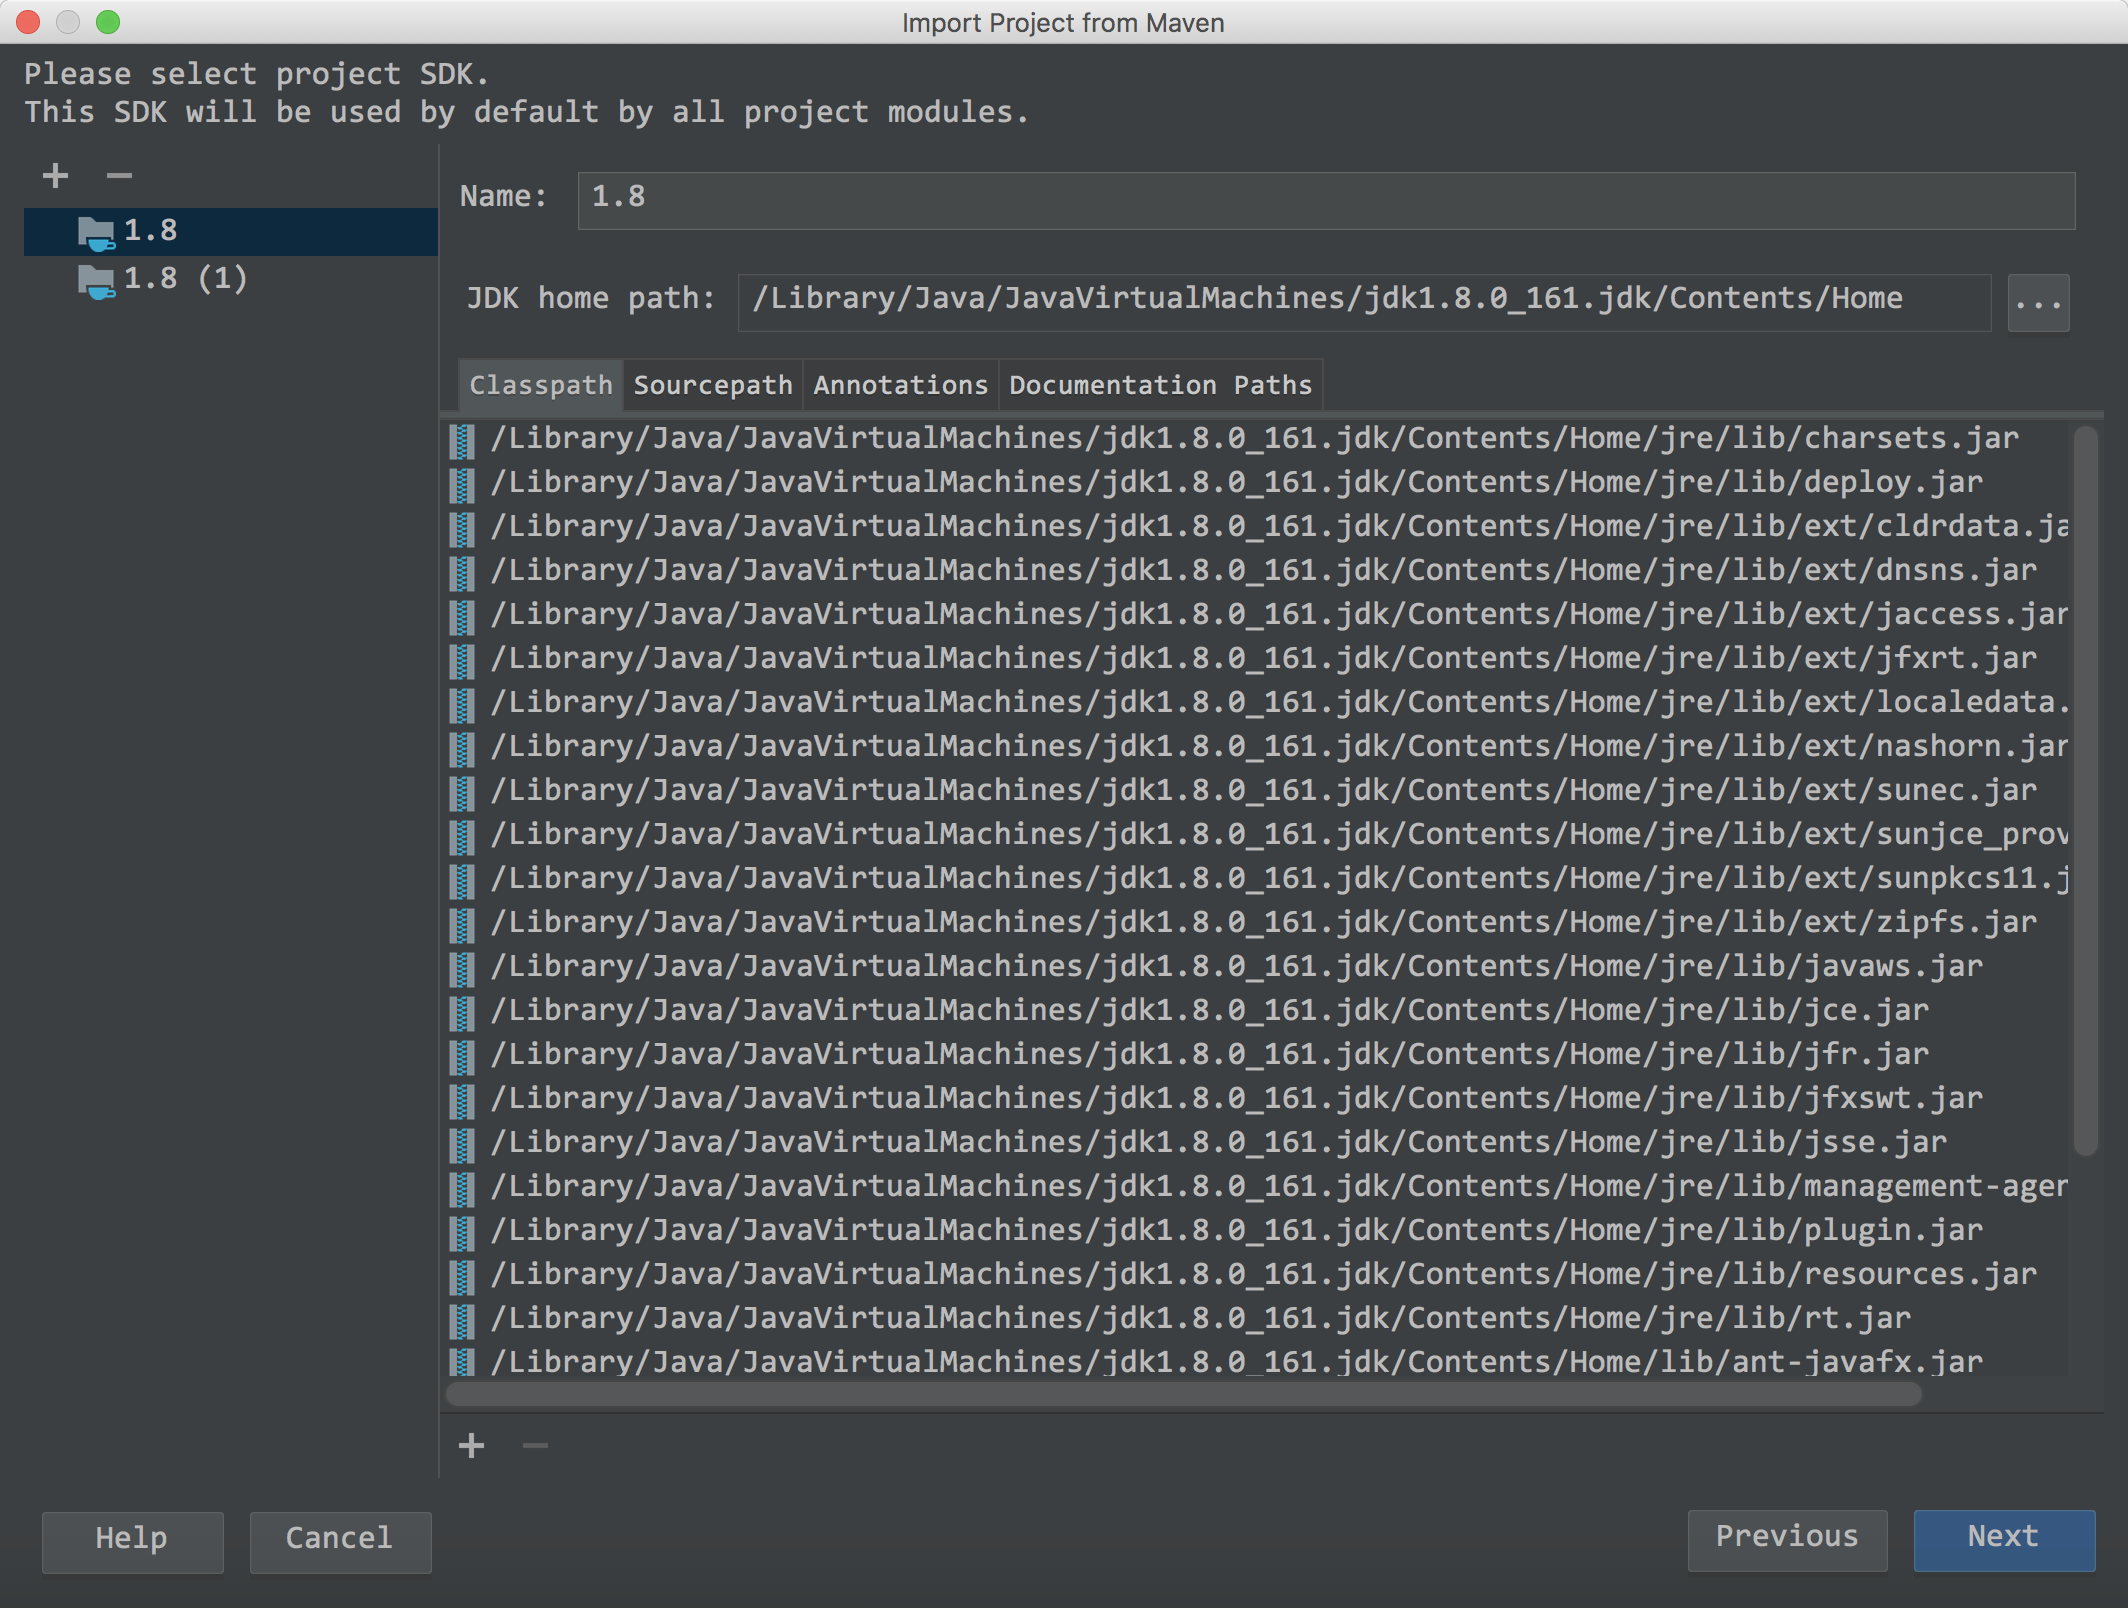 Import Project from Maven
Please select project SDK.
This SDK will be used by default by all project modules.
1.8
1.8 (1)
Name: 1.8
JDK home path: /Library/Java/JavaVirtualMachines/jdk1.8.0_161.jdk/Contents/Home ...
Classpath Sourcepath Annotations Documentation Paths
/Library/Java/JavaVirtualMachines/jdk1.8.0_161.jdk/Contents/Home/jre/lib/charsets.jar
/Library/Java/JavaVirtualMachines/jdk1.8.0_161.jdk/Contents/Home/jre/lib/deploy.jar
/Library/Java/JavaVirtualMachines/jdk1.8.0_161.jdk/Contents/Home/jre/lib/ext/cldrdata.ja
/Library/Java/JavaVirtualMachines/jdk1.8.0_161.jdk/Contents/Home/jre/lib/ext/dnsns.jar
/Library/Java/JavaVirtualMachines/jdk1.8.0_161.jdk/Contents/Home/jre/lib/ext/jaccess.jar
/Library/Java/JavaVirtualMachines/jdk1.8.0_161.jdk/Contents/Home/jre/lib/ext/jfxrt.jar
/Library/Java/JavaVirtualMachines/jdk1.8.0_161.jdk/Contents/Home/jre/lib/ext/localedata.
/Library/Java/JavaVirtualMachines/jdk1.8.0_161.jdk/Contents/Home/jre/lib/ext/nashorn.jar
/Library/Java/JavaVirtualMachines/jdk1.8.0_161.jdk/Contents/Home/jre/lib/ext/sunec.jar
/Library/Java/JavaVirtualMachines/jdk1.8.0_161.jdk/Contents/Home/jre/lib/ext/sunjce_prov
/Library/Java/JavaVirtualMachines/jdk1.8.0_161.jdk/Contents/Home/jre/lib/ext/sunpkcs11.j
/Library/Java/JavaVirtualMachines/jdk1.8.0_161.jdk/Contents/Home/jre/lib/ext/zipfs.jar
/Library/Java/JavaVirtualMachines/jdk1.8.0_161.jdk/Contents/Home/jre/lib/javaws.jar
/Library/Java/JavaVirtualMachines/jdk1.8.0_161.jdk/Contents/Home/jre/lib/jce.jar
/Library/Java/JavaVirtualMachines/jdk1.8.0_161.jdk/Contents/Home/jre/lib/jfr.jar
/Library/Java/JavaVirtualMachines/jdk1.8.0_161.jdk/Contents/Home/jre/lib/jfxswt.jar
/Library/Java/JavaVirtualMachines/jdk1.8.0_161.jdk/Contents/Home/jre/lib/jsse.jar
/Library/Java/JavaVirtualMachines/jdk1.8.0_161.jdk/Contents/Home/jre/lib/management-agen
/Library/Java/JavaVirtualMachines/jdk1.8.0_161.jdk/Contents/Home/jre/lib/plugin.jar
/Library/Java/JavaVirtualMachines/jdk1.8.0_161.jdk/Contents/Home/jre/lib/resources.jar
/Library/Java/JavaVirtualMachines/jdk1.8.0_161.jdk/Contents/Home/jre/lib/rt.jar
/Library/Java/JavaVirtualMachines/jdk1.8.0_161.jdk/Contents/Home/lib/ant-javafx.jar
Help Cancel Previous Next